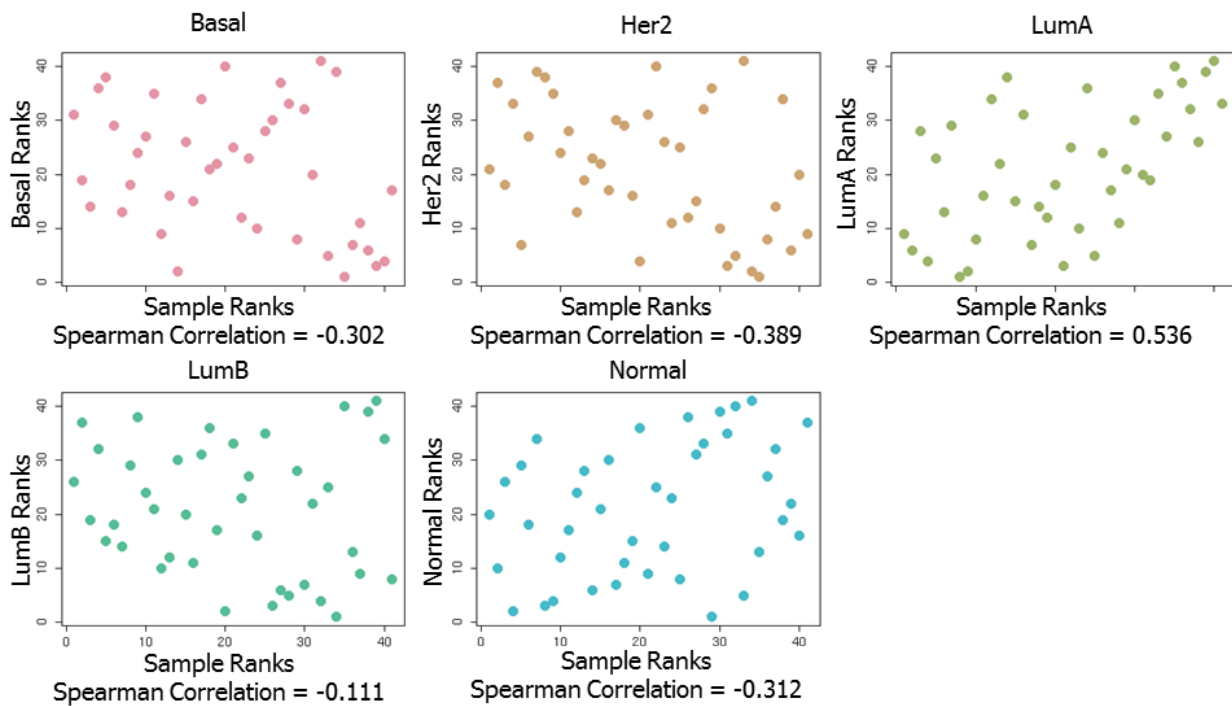 Basal
Her2
LumA
Basal Ranks
0
10
20
30
40
Her2 Ranks
0
10
20
30
40
LumA Ranks
0
10
20
30
40
Sample Ranks
Spearman Correlation = -0.302
Sample Ranks
Spearman Correlation = -0.389
Sample Ranks
Spearman Correlation = 0.536
LumB
Normal
LumB Ranks
0
10
20
30
40
Normal Ranks
0
10
20
30
40
0 10 20 30 40
0 10 20 30 40
Sample Ranks
Spearman Correlation = -0.111
Sample Ranks
Spearman Correlation = -0.312